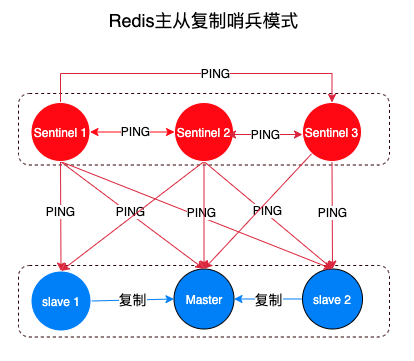 Redis主从复制哨兵模式
PING
Sentinel 1
PING
Sentinel 2
PING
Sentinel 3
PING
PING
PING
PING
PING
slave 1
复制
Master
复制
slave 2